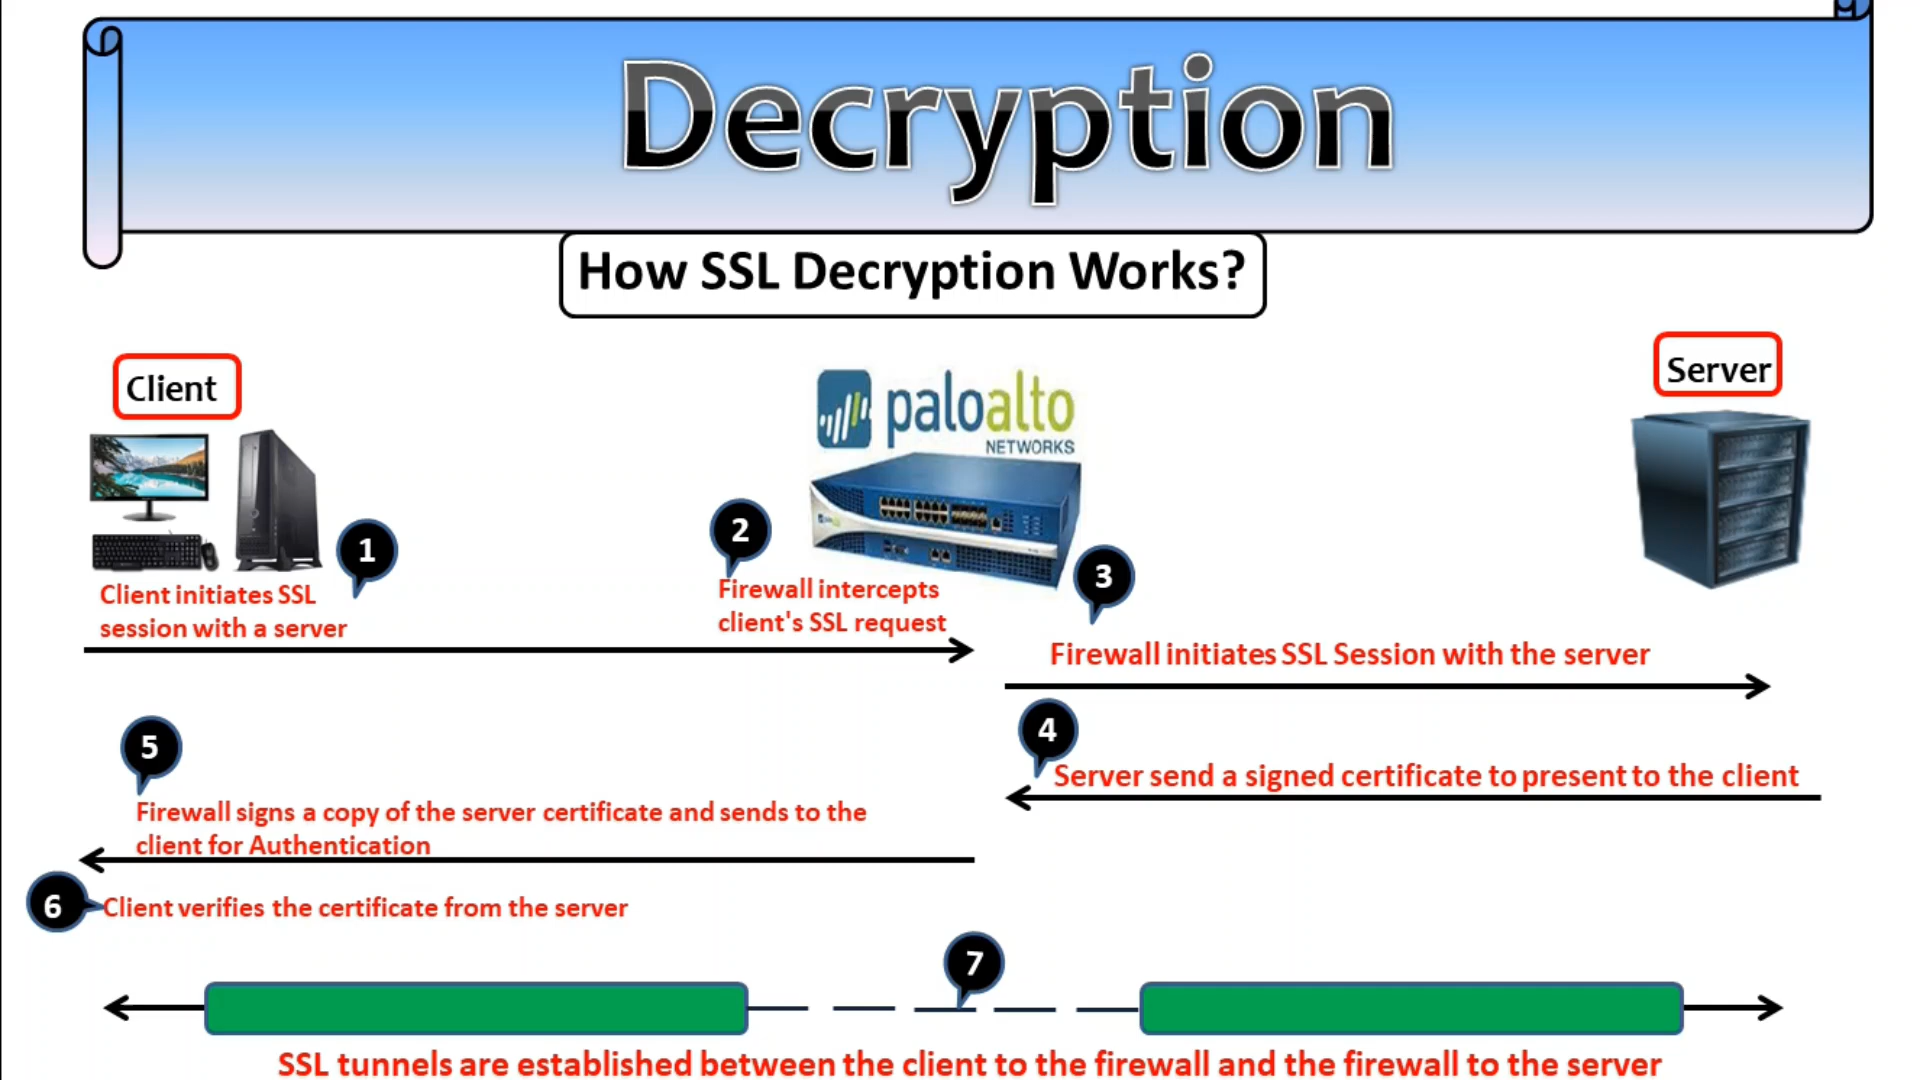 Decryption
How SSL Decryption Works?
Client
Server
paloalto
NETWORKS
1
Client initiates SSL
session with a server
2
Firewall intercepts
client's SSL request
3
Firewall initiates SSL Session with the server
4
Server send a signed certificate to present to the client
5
Firewall signs a copy of the server certificate and sends to the
client for Authentication
6
Client verifies the certificate from the server
7
SSL tunnels are established between the client to the firewall and the firewall to the server